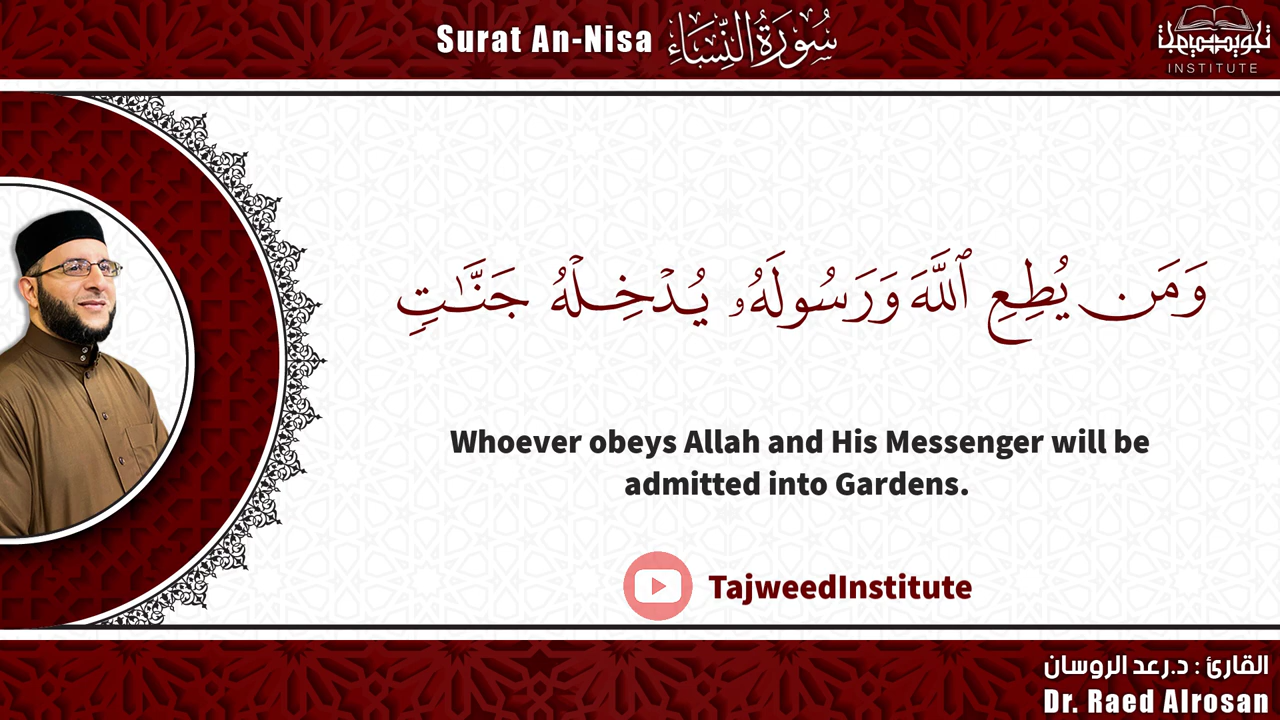 Surat An-Nisa سُورَةُ النِّسَاءِ
تجويد
INSTITUTE
وَمَن يُطِعِ ٱللَّهَ وَرَسُولَهُۥ يُدْخِلْهُ جَنَّـٰتٍ
Whoever obeys Allah and His Messenger will be
admitted into Gardens.
TajweedInstitute
القارئ : د.رعد الروسان
Dr. Raed Alrosan